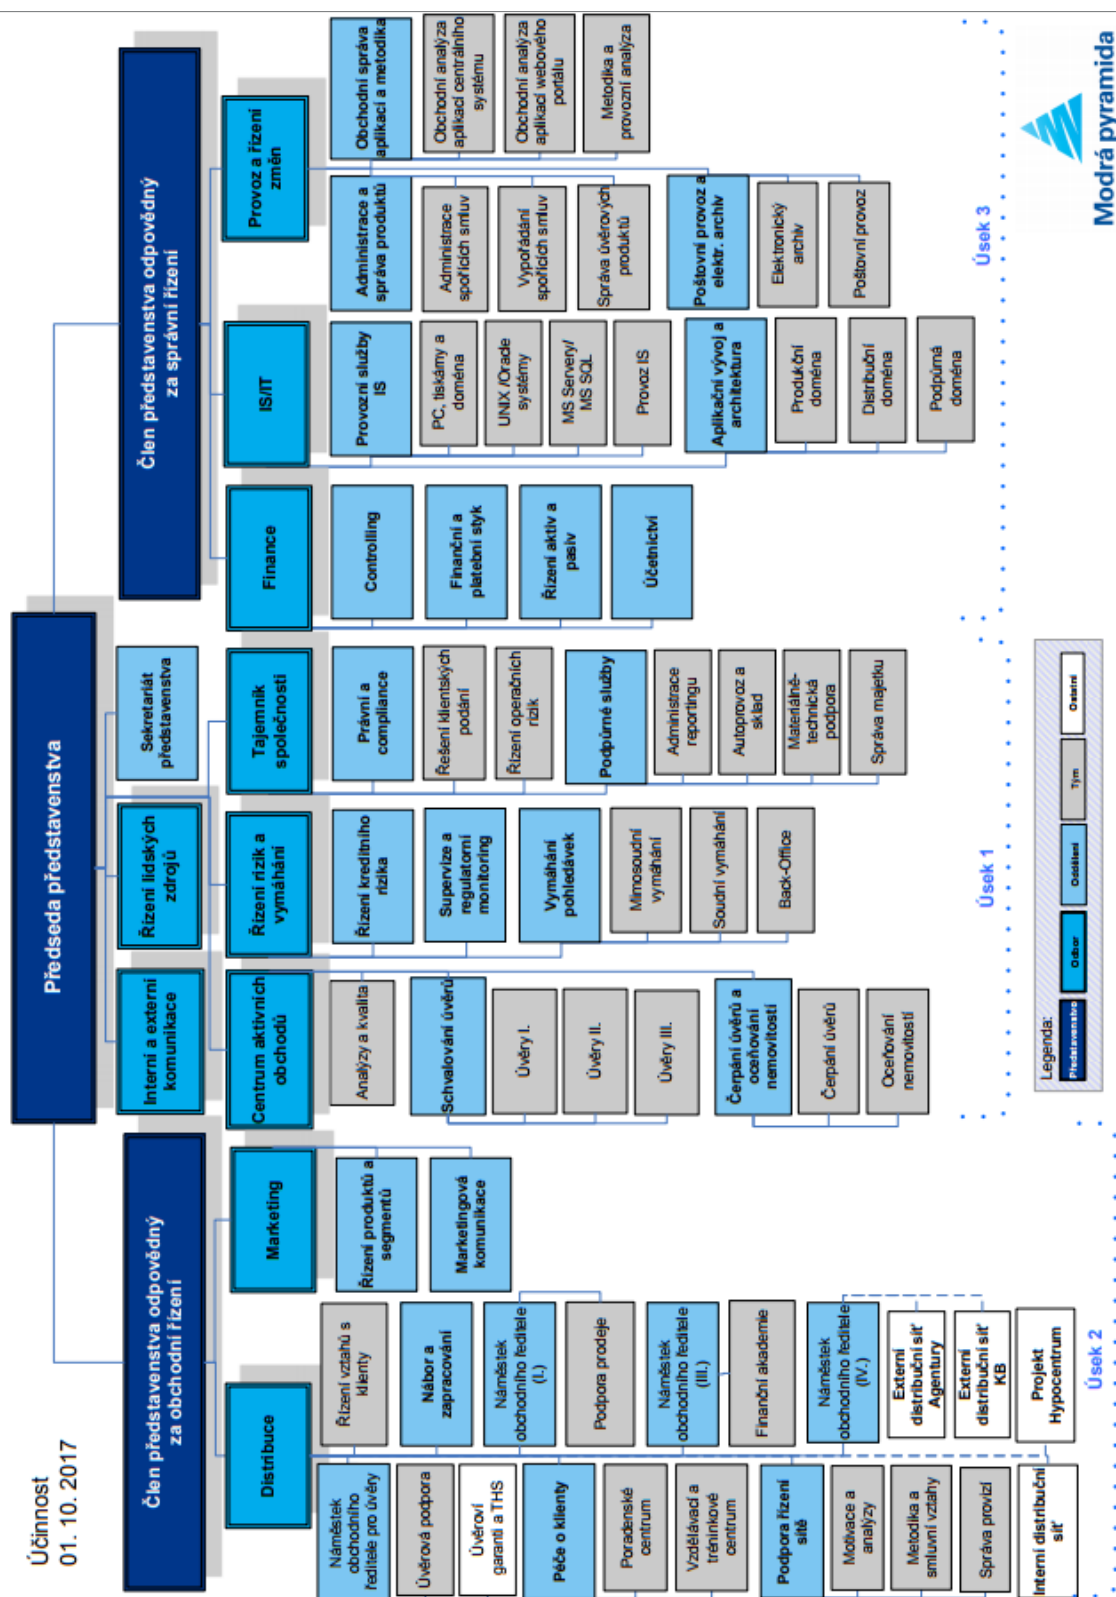 Účinnost
01. 10. 2017
Předseda představenstva
Člen představenstva odpovědný
za obchodní řízení
Interní a externí
komunikace
Řízení lidských
zdrojů
Sekretariát
představenstva
Člen představenstva odpovědný
za správní řízení
Distribuce
Marketing
Centrum aktivních
obchodů
Řízení rizik a
vymáhání
Tajemník
společnosti
Finance
IS/IT
Provoz a řízení
změn
Náměstek
obchodního
ředitele pro úvěry
Úvěrová podpora
Úvěroví
garanti a THS
Péče o klienty
Poradenské
centrum
Vzdělávací a
tréninkové
centrum
Podpora řízení
sítě
Motivace a
analýzy
Metodika a
smluvní vztahy
Správa provizí
Interní distribuční
síť
Řízení vztahů s
klienty
Nábor a
zapracování
Náměstek
obchodního ředitele
(I.)
Podpora prodeje
Náměstek
obchodního ředitele
(III.)
Finanční akademie
Náměstek
obchodního ředitele
(IV.)
Externí
distribuční síť
Agentury
Externí
distribuční síť
KB
Projekt
Hypocentrum
Řízení produktů a
segmentů
Marketingová
komunikace
Analýzy a kvalita
Schvalování úvěrů
Úvěry I.
Úvěry II.
Úvěry III.
Čerpání úvěrů a
oceňování
nemovitostí
Čerpání úvěrů
Oceňování
nemovitostí
Řízení kreditního
rizika
Supervize a
regulatorní
monitoring
Vymáhání
pohledávek
Mimosoudní
vymáhání
Soudní vymáhání
Back-Office
Právní a
compliance
Řešení klientských
podání
Řízení operačních
rizik
Podpůrné služby
Administrace
reportingu
Autoprovoz a
sklad
Materiálně-
technická
podpora
Správa majetku
Controlling
Finanční a
platební styk
Řízení aktiv a
pasiv
Účetnictví
Provozní služby
IS
PC, tiskárny a
doména
UNIX /Oracle
systémy
MS Servery/
MS SQL
Provoz IS
Aplikační vývoj a
architektura
Produkční
doména
Distribuční
doména
Podpůrná
doména
Administrace a
správa produktů
Administrace
spořících smluv
Vypořádání
spořících smluv
Správa úvěrových
produktů
Poštovní provoz a
elektr. archiv
Elektronický
archiv
Poštovní provoz
Obchodní správa
aplikací a metodika
Obchodní analýza
aplikací centrálního
systému
Obchodní analýza
aplikací webového
portálu
Metodika a
provozní analýza
Úsek 2
Úsek 1
Úsek 3
Legenda:
Představenstvo
Odbor
Oddělení
Tým
Ostatní
Modrá pyramida